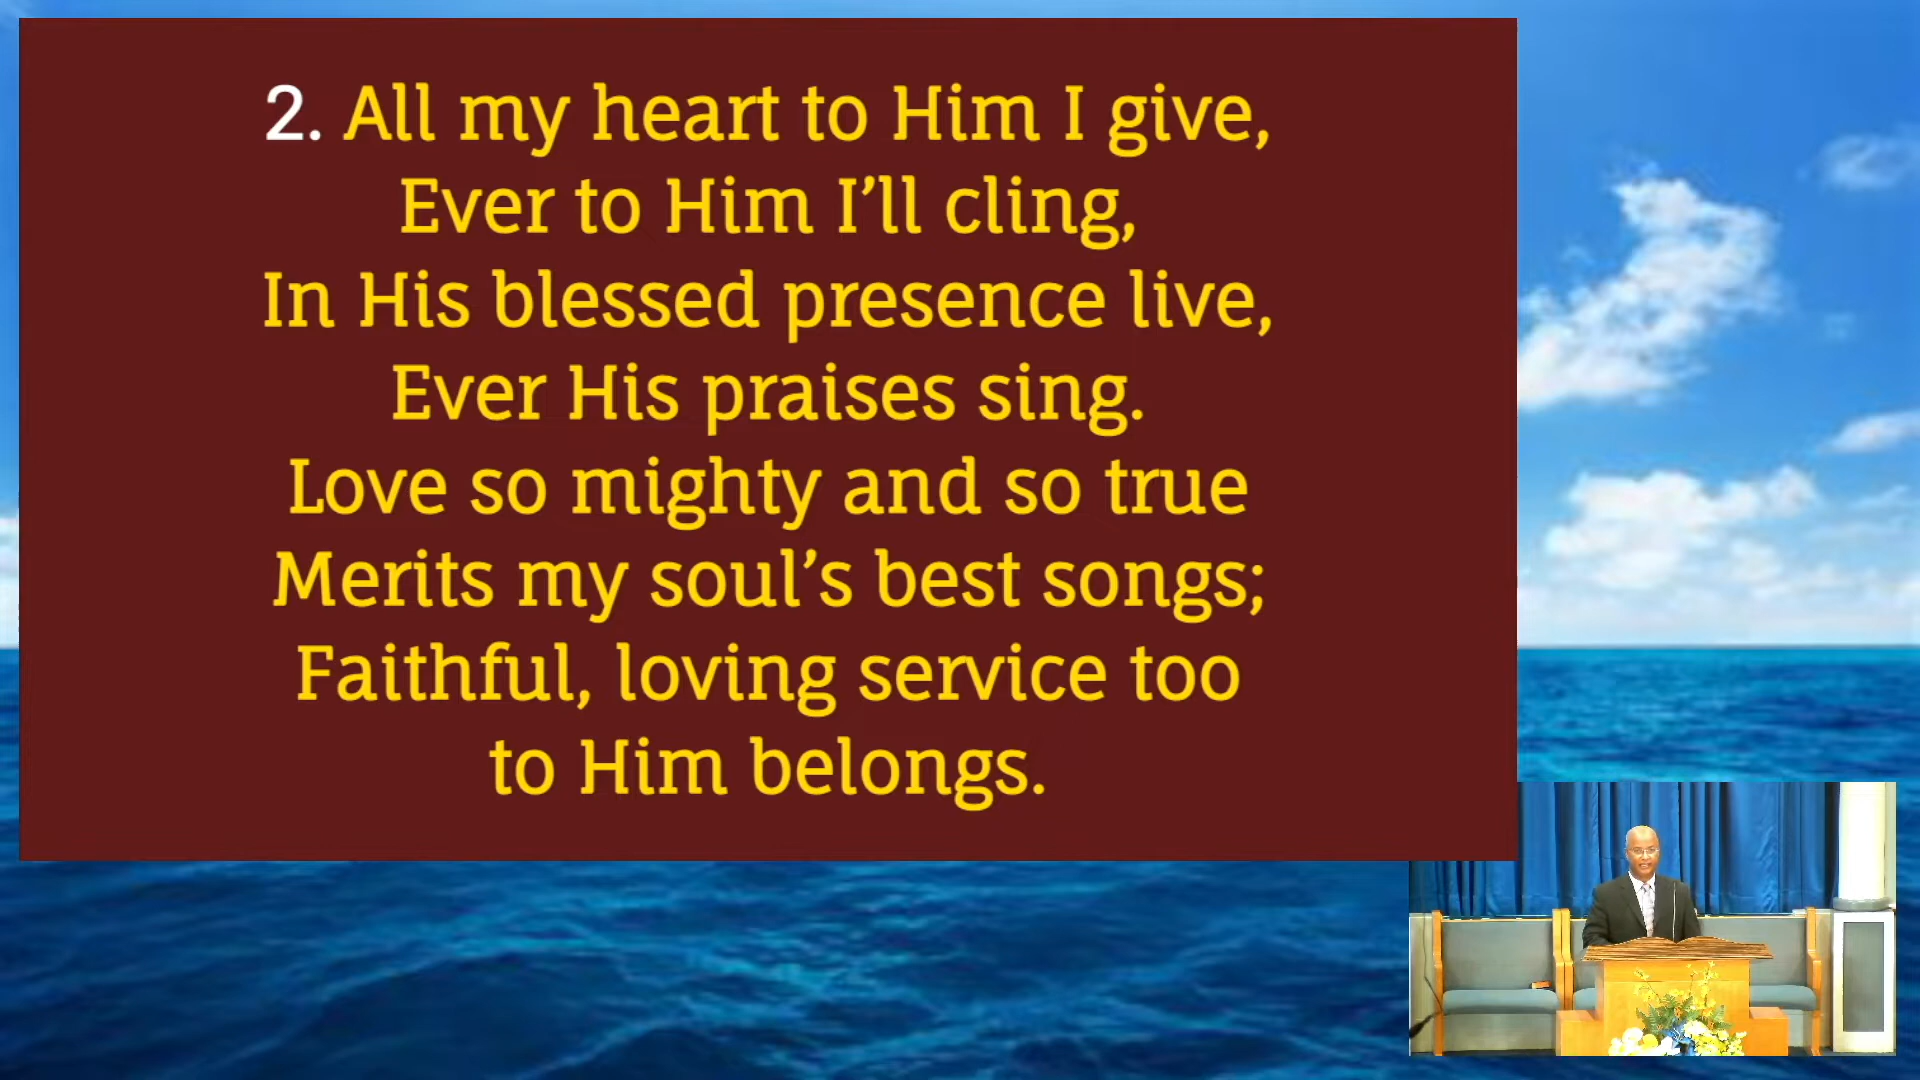 2. All my heart to Him I give,
Ever to Him I’ll cling,
In His blessed presence live,
Ever His praises sing.
Love so mighty and so true
Merits my soul’s best songs;
Faithful, loving service too
to Him belongs.